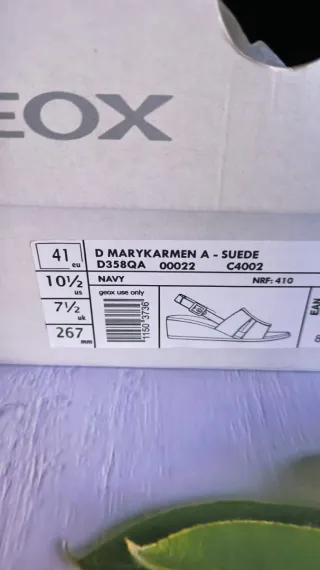 EOX
41 eu
D MARYKARMEN A - SUEDE
D358QA 00022 C4002
10½ us
NAVY NRF: 410
geox use only
7½ uk
1150 3736
267 mm
EAN